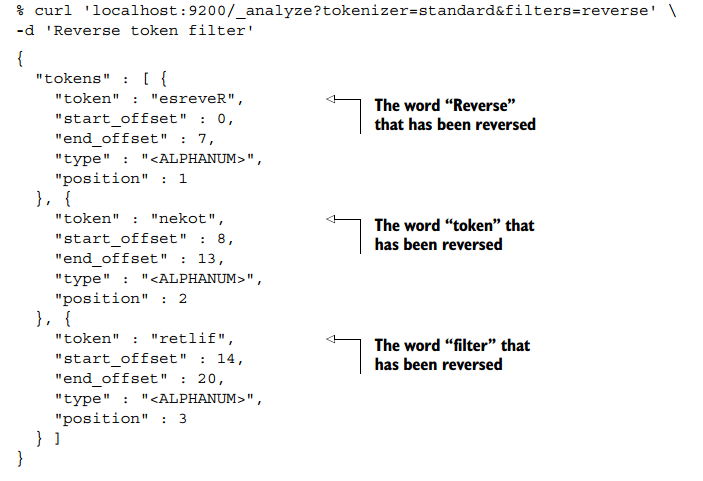 % curl 'localhost:9200/_analyze?tokenizer=standard&filters=reverse' \
-d 'Reverse token filter'
{
"tokens" : [ {
"token" : "esreveR",
"start_offset" : 0,
"end_offset" : 7,
"type" : "<ALPHANUM>",
"position" : 1
}, {
"token" : "nekot",
"start_offset" : 8,
"end_offset" : 13,
"type" : "<ALPHANUM>",
"position" : 2
}, {
"token" : "retlif",
"start_offset" : 14,
"end_offset" : 20,
"type" : "<ALPHANUM>",
"position" : 3
} ]
}
The word “Reverse”
that has been reversed
The word “token” that
has been reversed
The word “filter” that
has been reversed